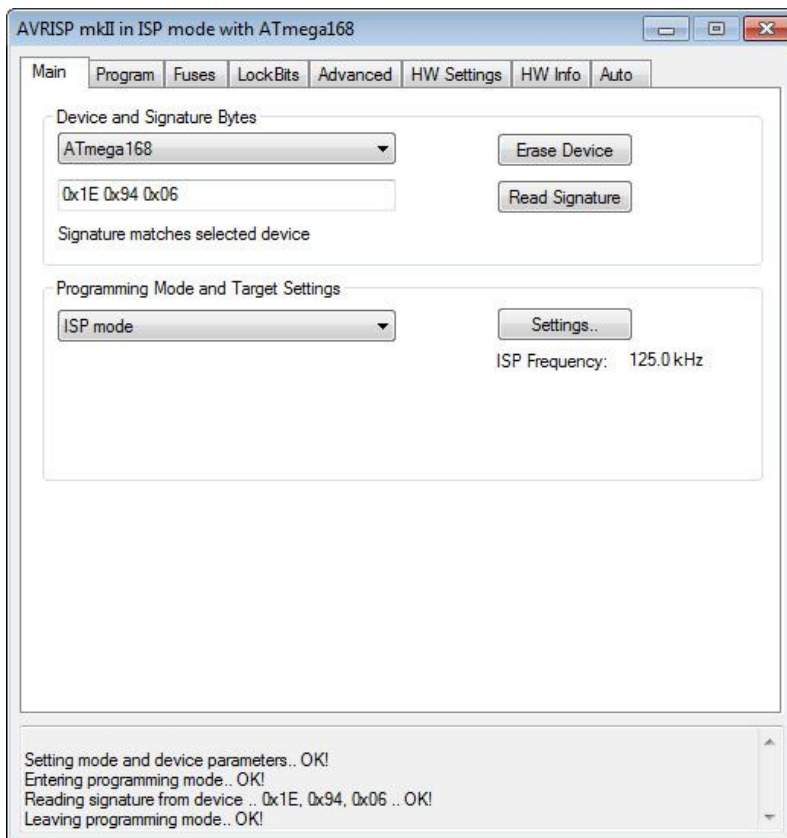 AVRISP mkII in ISP mode with ATmega168
Main Program Fuses LockBits Advanced HW Settings HW Info Auto
Device and Signature Bytes
ATmega168 Erase Device
0x1E 0x94 0x06 Read Signature
Signature matches selected device
Programming Mode and Target Settings
ISP mode Settings..
ISP Frequency: 125.0 kHz
Setting mode and device parameters.. OK!
Entering programming mode.. OK!
Reading signature from device .. 0x1E, 0x94, 0x06 .. OK!
Leaving programming mode.. OK!